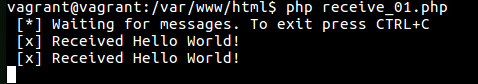 vagrant@vagrant:/var/www/html$ php receive_01.php
[*] Waiting for messages. To exit press CTRL+C
[x] Received Hello World!
[x] Received Hello World!